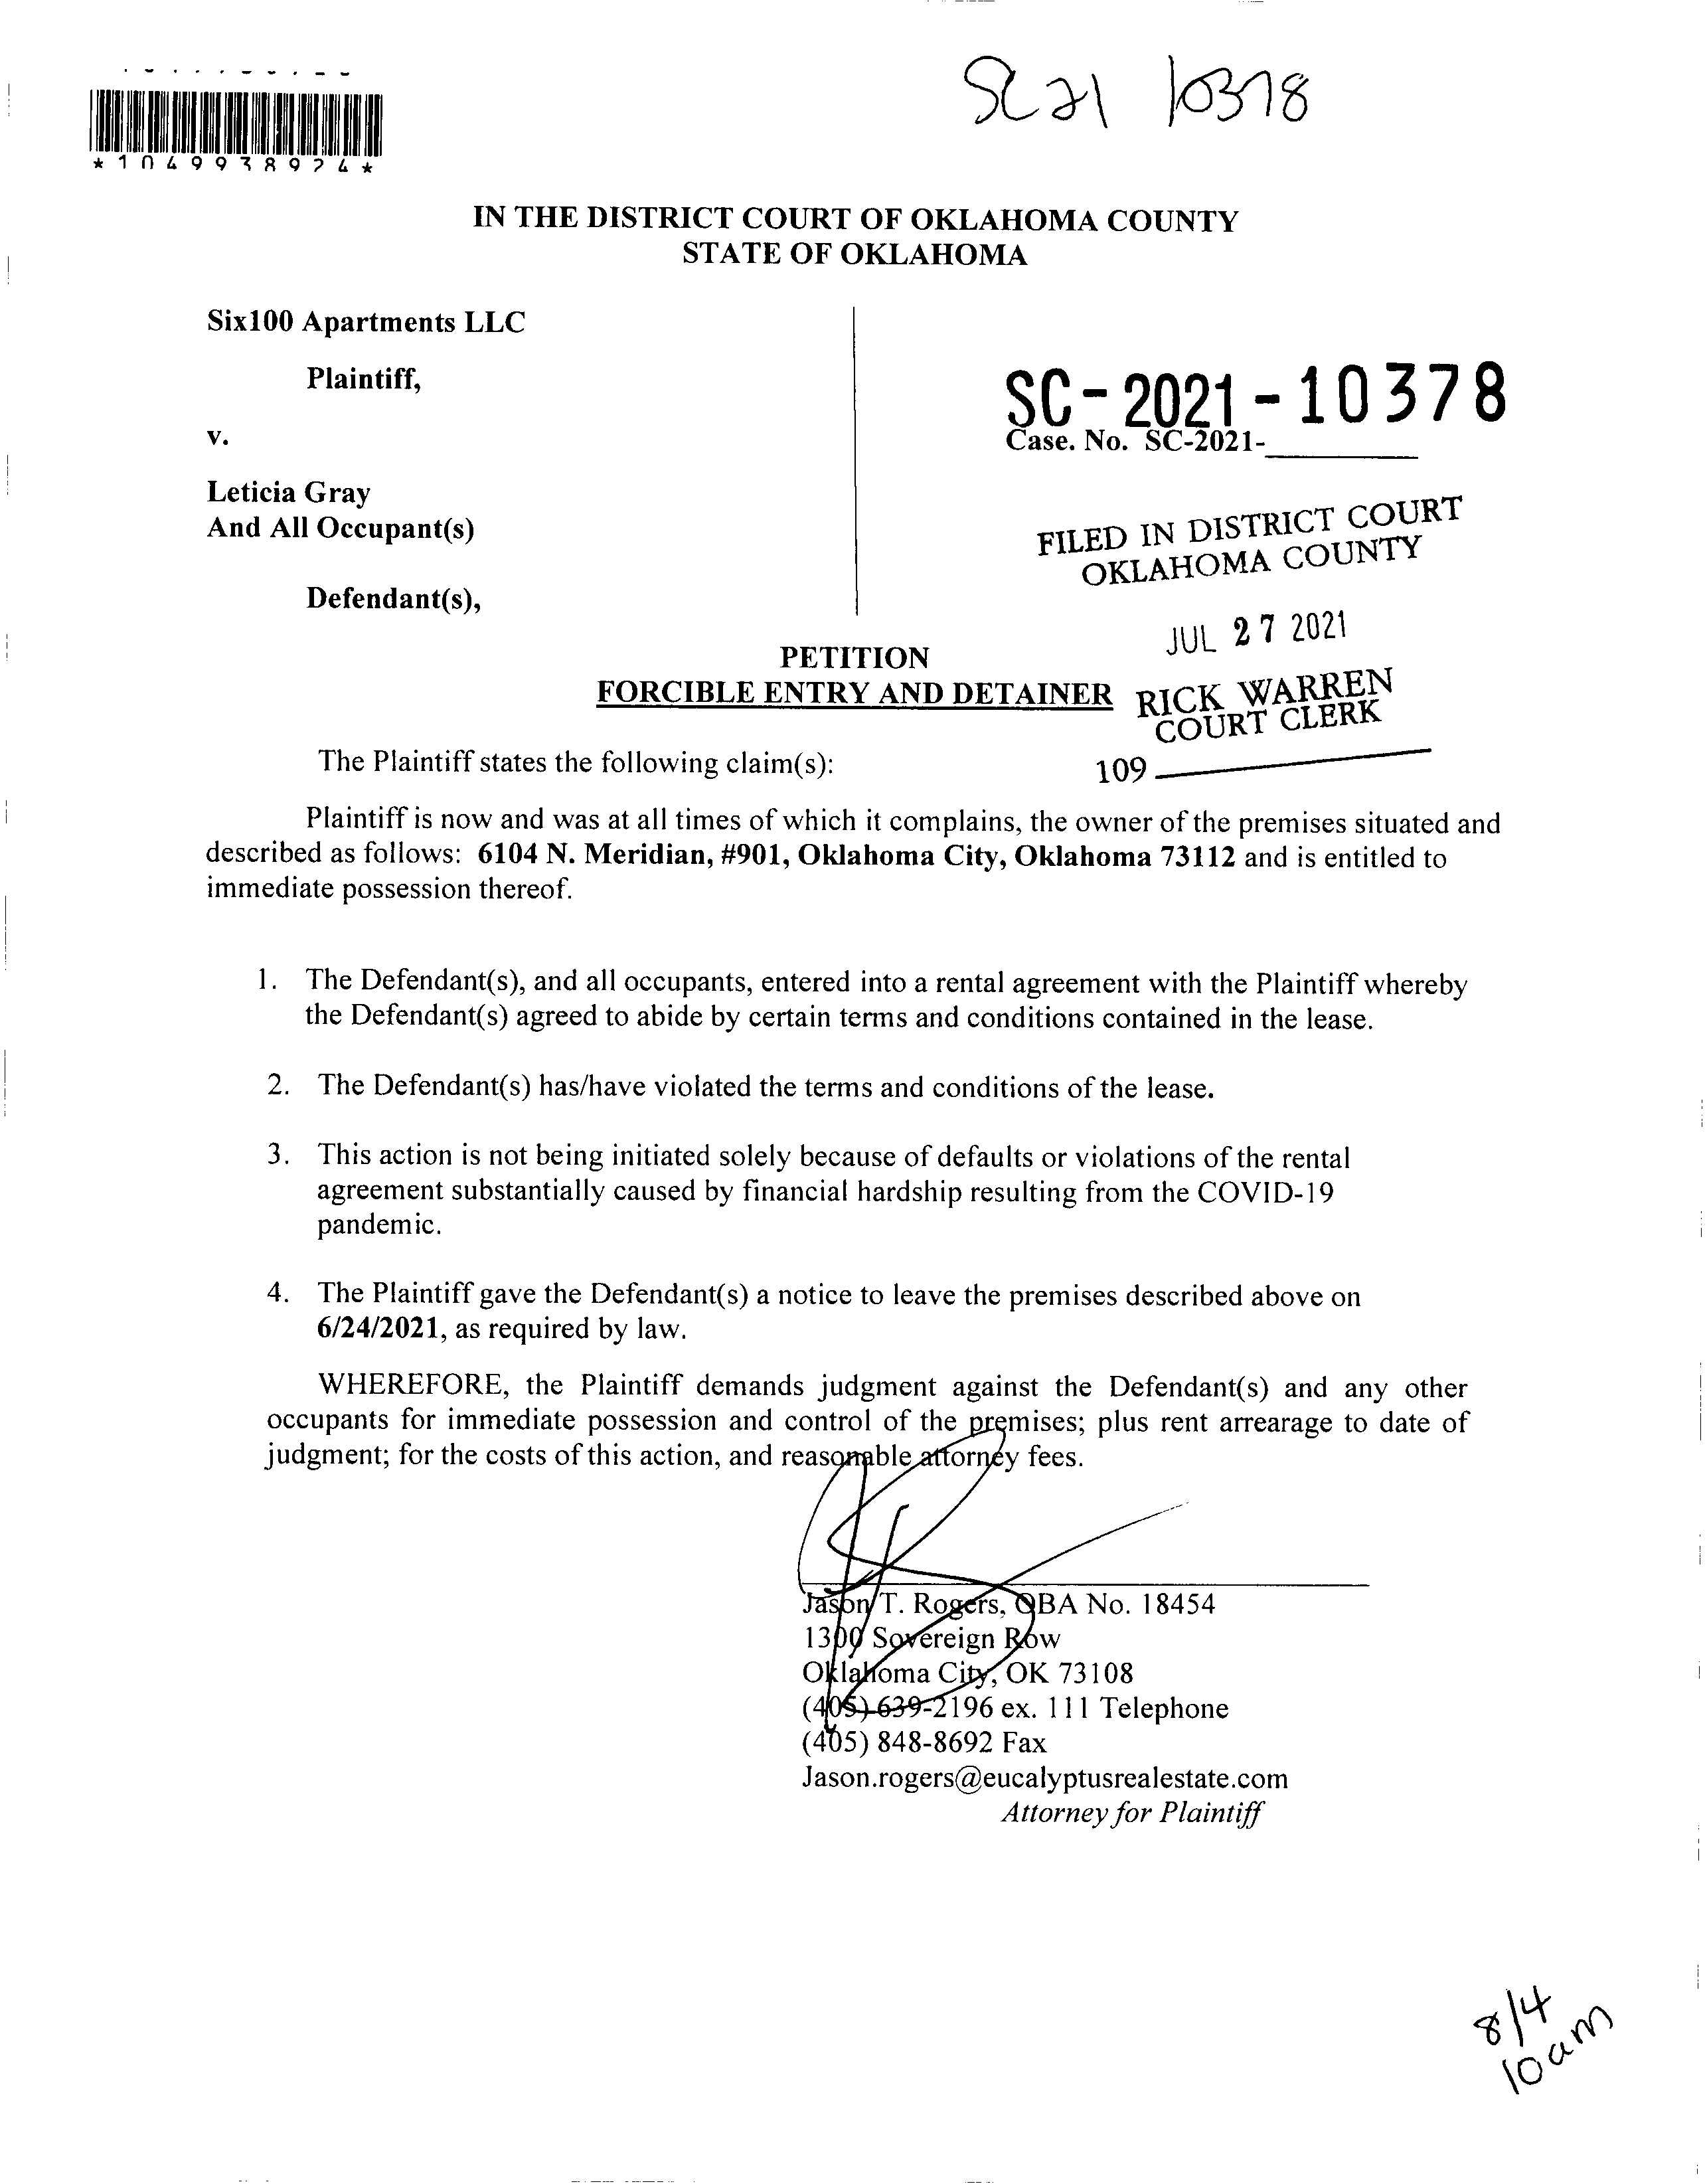 SC 21 10378
*1049938924*
IN THE DISTRICT COURT OF OKLAHOMA COUNTY
STATE OF OKLAHOMA
Six100 Apartments LLC
Plaintiff,
v.
Leticia Gray
And All Occupant(s)
Defendant(s),
SC-2021-10378
Case. No. SC-2021-________
FILED IN DISTRICT COURT
OKLAHOMA COUNTY
JUL 27 2021
RICK WARREN
COURT CLERK
109
PETITION
FORCIBLE ENTRY AND DETAINER
The Plaintiff states the following claim(s):
Plaintiff is now and was at all times of which it complains, the owner of the premises situated and
described as follows: 6104 N. Meridian, #901, Oklahoma City, Oklahoma 73112 and is entitled to
immediate possession thereof.
1. The Defendant(s), and all occupants, entered into a rental agreement with the Plaintiff whereby
the Defendant(s) agreed to abide by certain terms and conditions contained in the lease.
2. The Defendant(s) has/have violated the terms and conditions of the lease.
3. This action is not being initiated solely because of defaults or violations of the rental
agreement substantially caused by financial hardship resulting from the COVID-19
pandemic.
4. The Plaintiff gave the Defendant(s) a notice to leave the premises described above on
6/24/2021, as required by law.
WHEREFORE, the Plaintiff demands judgment against the Defendant(s) and any other
occupants for immediate possession and control of the premises; plus rent arrearage to date of
judgment; for the costs of this action, and reasonable attorney fees.
Jason T. Rogers, OBA No. 18454
1300 Sovereign Row
Oklahoma City, OK 73108
(405) 639-2196 ex. 111 Telephone
(405) 848-8692 Fax
Jason.rogers@eucalyptusrealestate.com
Attorney for Plaintiff
8/4
10am